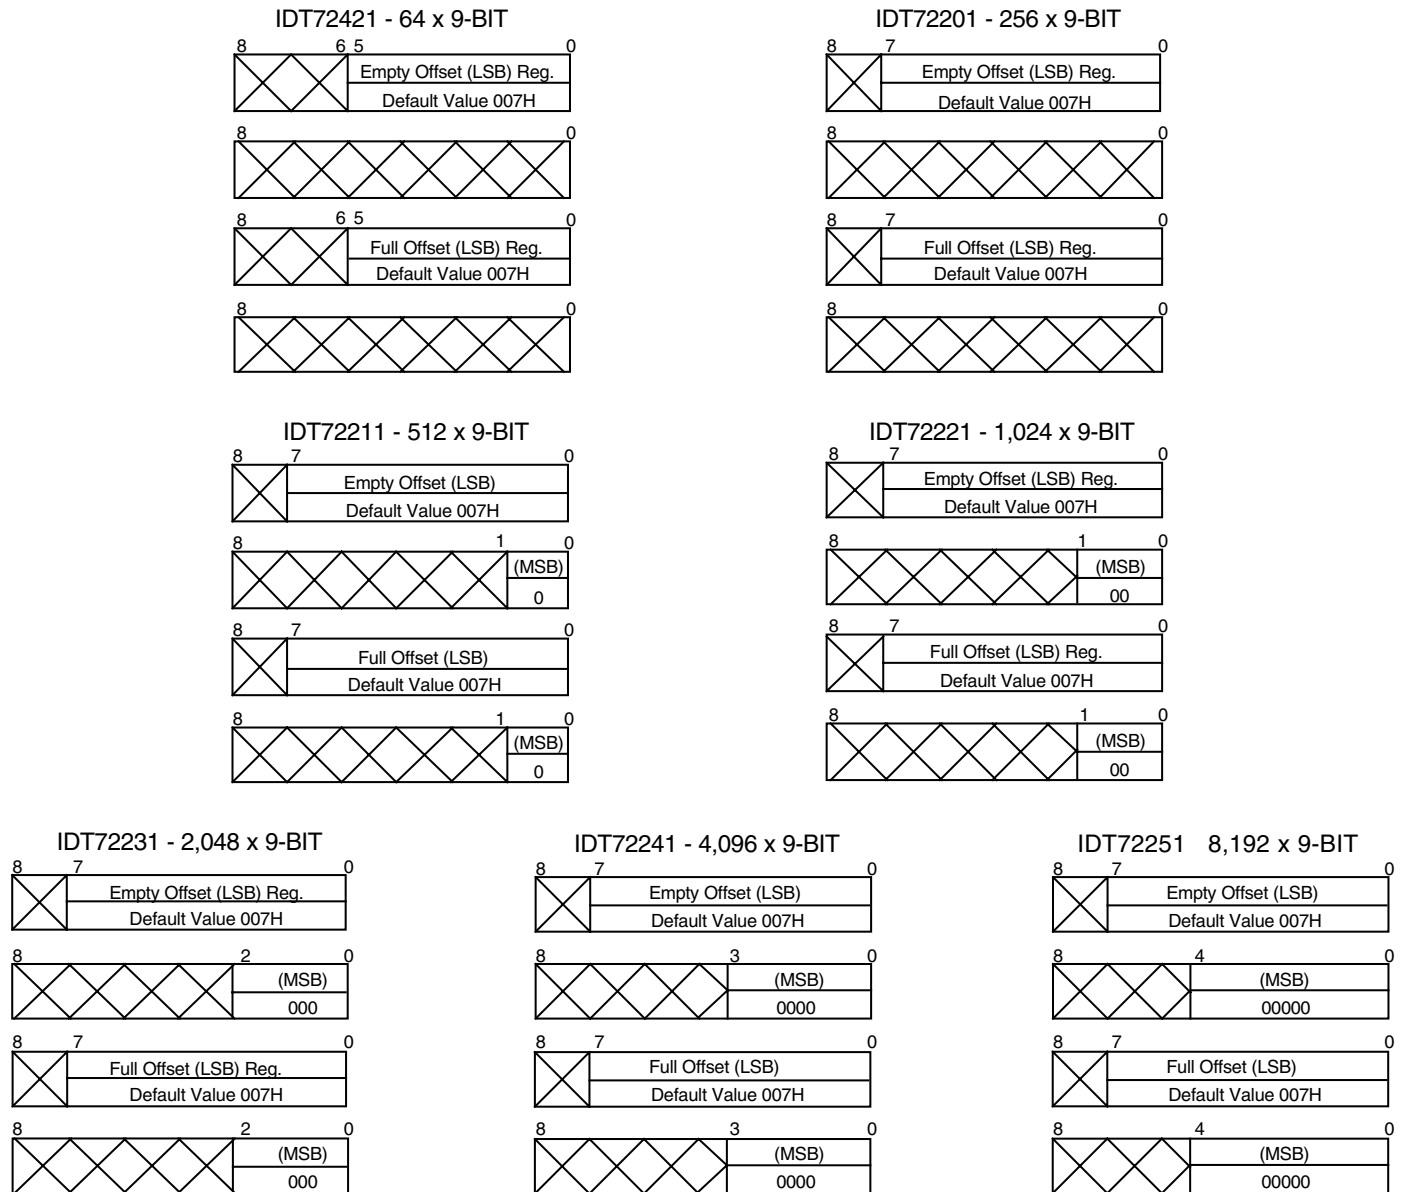 IDT72421 - 64 x 9-BIT
8 6 5 0
Empty Offset (LSB) Reg.
Default Value 007H
8 0
8 6 5 0
Full Offset (LSB) Reg.
Default Value 007H
8 0
IDT72201 - 256 x 9-BIT
8 7 0
Empty Offset (LSB) Reg.
Default Value 007H
8 0
8 7 0
Full Offset (LSB) Reg.
Default Value 007H
8 0
IDT72211 - 512 x 9-BIT
8 7 0
Empty Offset (LSB)
Default Value 007H
8 1 0
(MSB)
0
8 7 0
Full Offset (LSB)
Default Value 007H
8 1 0
(MSB)
0
IDT72221 - 1,024 x 9-BIT
8 7 0
Empty Offset (LSB) Reg.
Default Value 007H
8 1 0
(MSB)
00
8 7 0
Full Offset (LSB) Reg.
Default Value 007H
8 1 0
(MSB)
00
IDT72231 - 2,048 x 9-BIT
8 7 0
Empty Offset (LSB) Reg.
Default Value 007H
8 2 0
(MSB)
000
8 7 0
Full Offset (LSB) Reg.
Default Value 007H
8 2 0
(MSB)
000
IDT72241 - 4,096 x 9-BIT
8 7 0
Empty Offset (LSB)
Default Value 007H
8 3 0
(MSB)
0000
8 7 0
Full Offset (LSB)
Default Value 007H
8 3 0
(MSB)
0000
IDT72251 8,192 x 9-BIT
8 7 0
Empty Offset (LSB)
Default Value 007H
8 4 0
(MSB)
00000
8 7 0
Full Offset (LSB)
Default Value 007H
8 4 0
(MSB)
00000